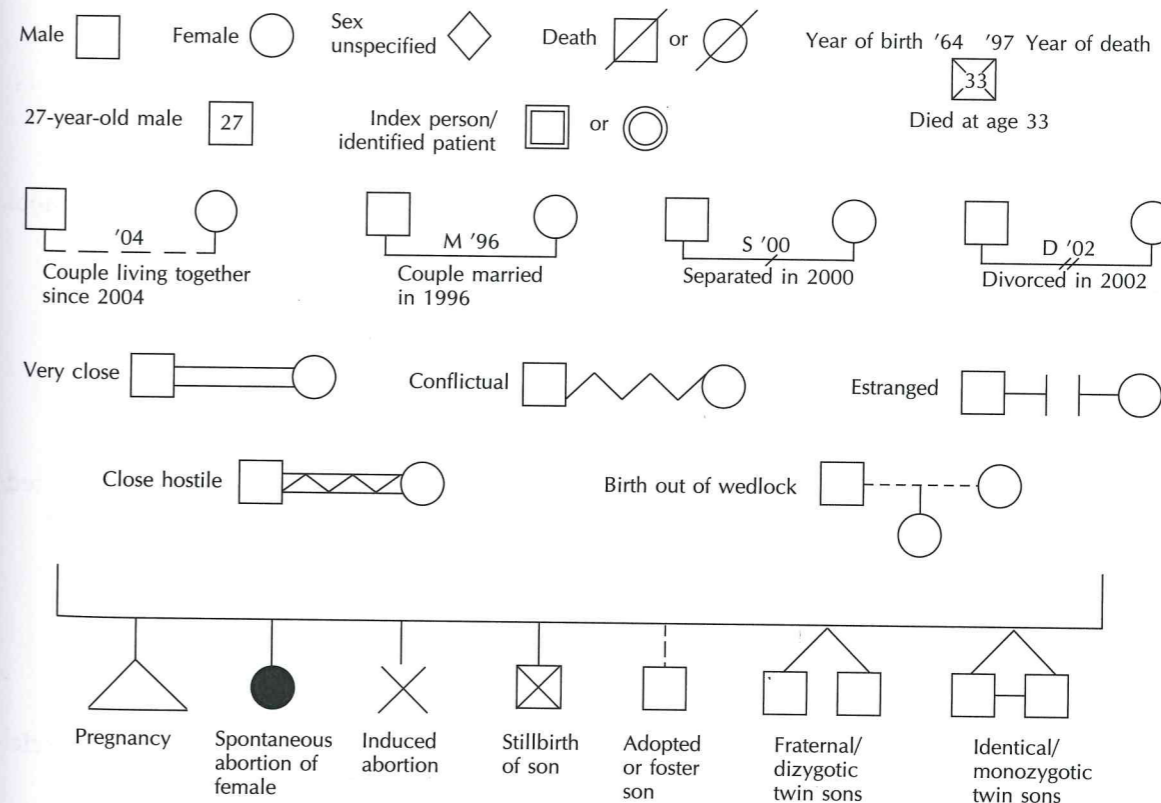 Male
Female
Sex
unspecified
Death
or
Year of birth '64 '97 Year of death
33
Died at age 33
27-year-old male
27
Index person/
identified patient
or
'04
Couple living together
since 2004
M '96
Couple married
in 1996
S '00
Separated in 2000
D '02
Divorced in 2002
Very close
Conflictual
Estranged
Close hostile
Birth out of wedlock
Pregnancy
Spontaneous
abortion of
female
Induced
abortion
Stillbirth
of son
Adopted
or foster
son
Fraternal/
dizygotic
twin sons
Identical/
monozygotic
twin sons